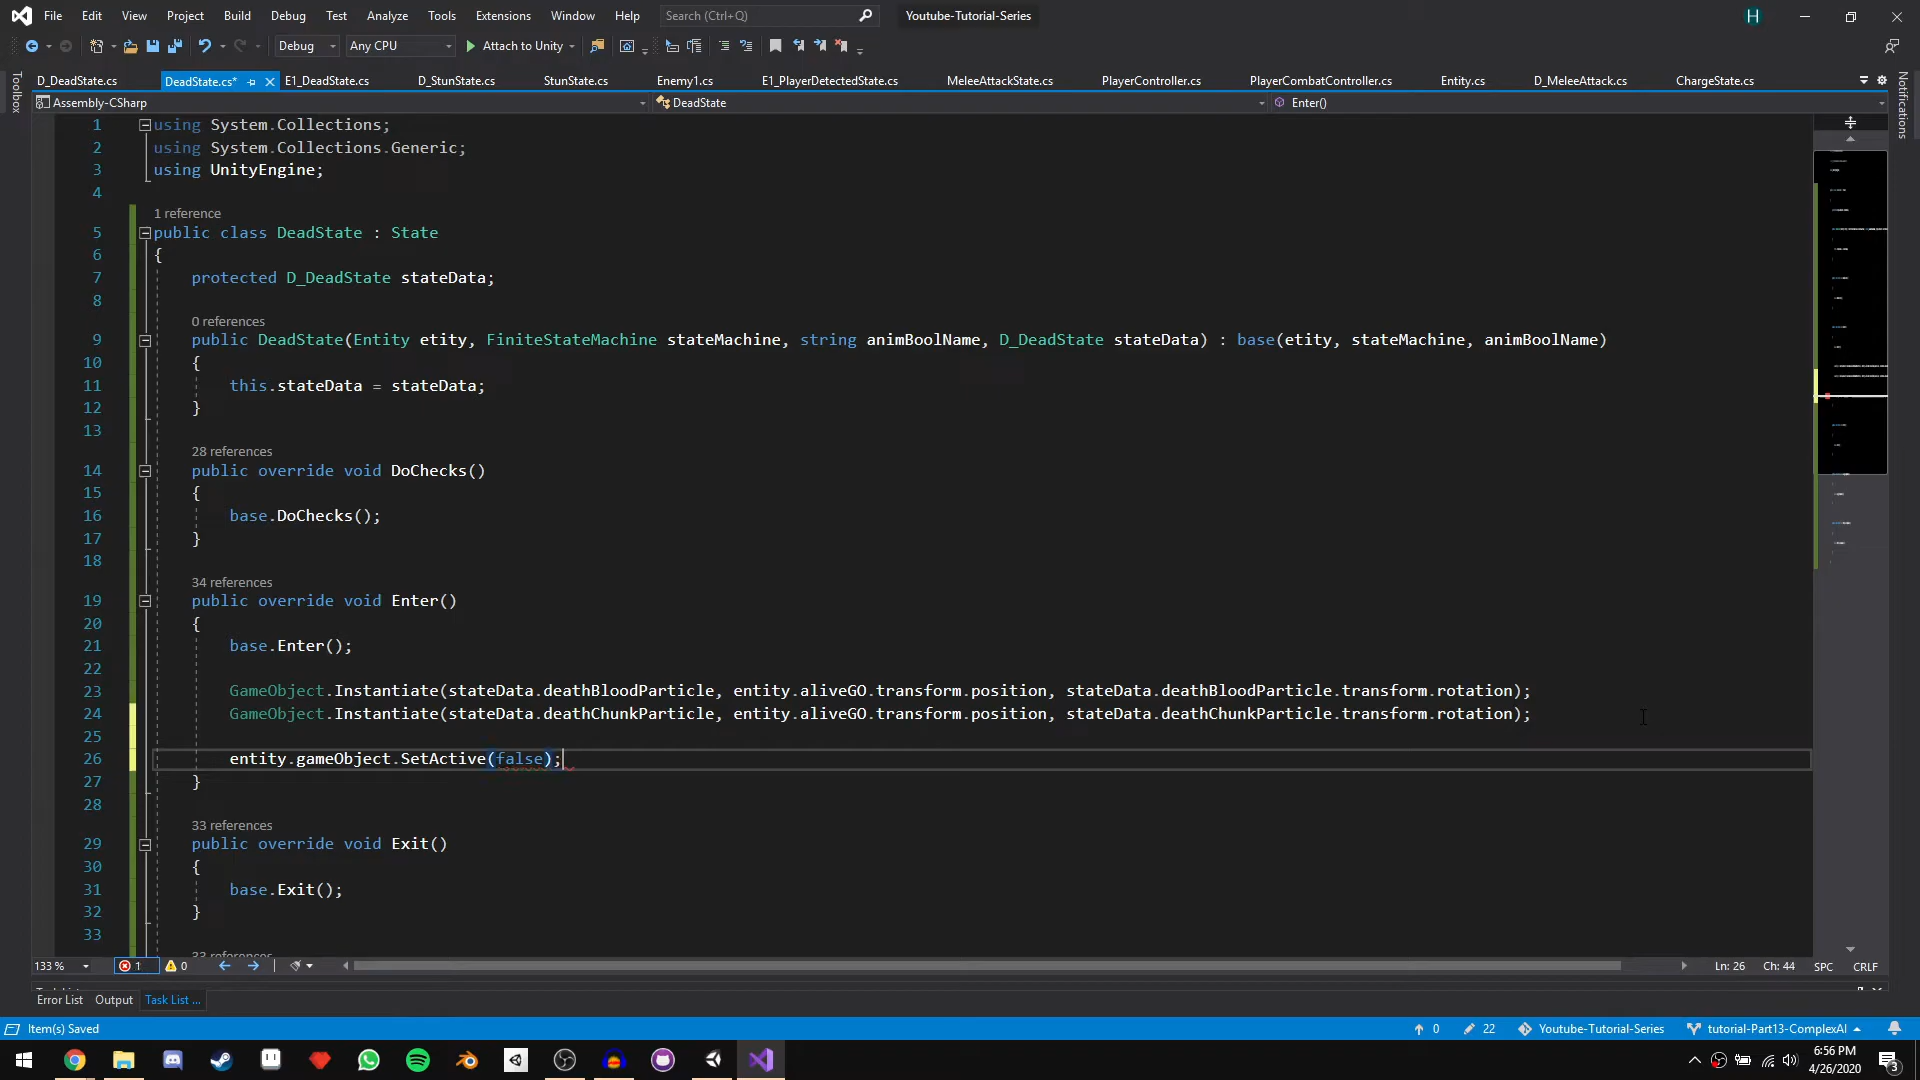 File Edit View Project Build Debug Test Analyze Tools Extensions Window Help Search (Ctrl+Q) Youtube-Tutorial-Series H
Debug Any CPU Attach to Unity
D_DeadState.cs DeadState.cs* E1_DeadState.cs D_StunState.cs StunState.cs Enemy1.cs E1_PlayerDetectedState.cs MeleeAttackState.cs PlayerController.cs PlayerCombatController.cs Entity.cs D_MeleeAttack.cs ChargeState.cs
Toolbox
Notifications
Assembly-CSharp DeadState Enter()
1 using System.Collections;
2 using System.Collections.Generic;
3 using UnityEngine;
4
1 reference
5 public class DeadState : State
6 {
7 protected D_DeadState stateData;
8
0 references
9 public DeadState(Entity etity, FiniteStateMachine stateMachine, string animBoolName, D_DeadState stateData) : base(etity, stateMachine, animBoolName)
10 {
11 this.stateData = stateData;
12 }
13
28 references
14 public override void DoChecks()
15 {
16 base.DoChecks();
17 }
18
34 references
19 public override void Enter()
20 {
21 base.Enter();
22
23 GameObject.Instantiate(stateData.deathBloodParticle, entity.aliveGO.transform.position, stateData.deathBloodParticle.transform.rotation);
24 GameObject.Instantiate(stateData.deathChunkParticle, entity.aliveGO.transform.position, stateData.deathChunkParticle.transform.rotation);
25
26 entity.gameObject.SetActive(false);
27 }
28
33 references
29 public override void Exit()
30 {
31 base.Exit();
32 }
33
33 references
133 % 1 0 Ln: 26 Ch: 44 SPC CRLF
Error List Output Task List ...
Item(s) Saved 0 22 Youtube-Tutorial-Series tutorial-Part13-ComplexAI
6:56 PM
4/26/2020
3